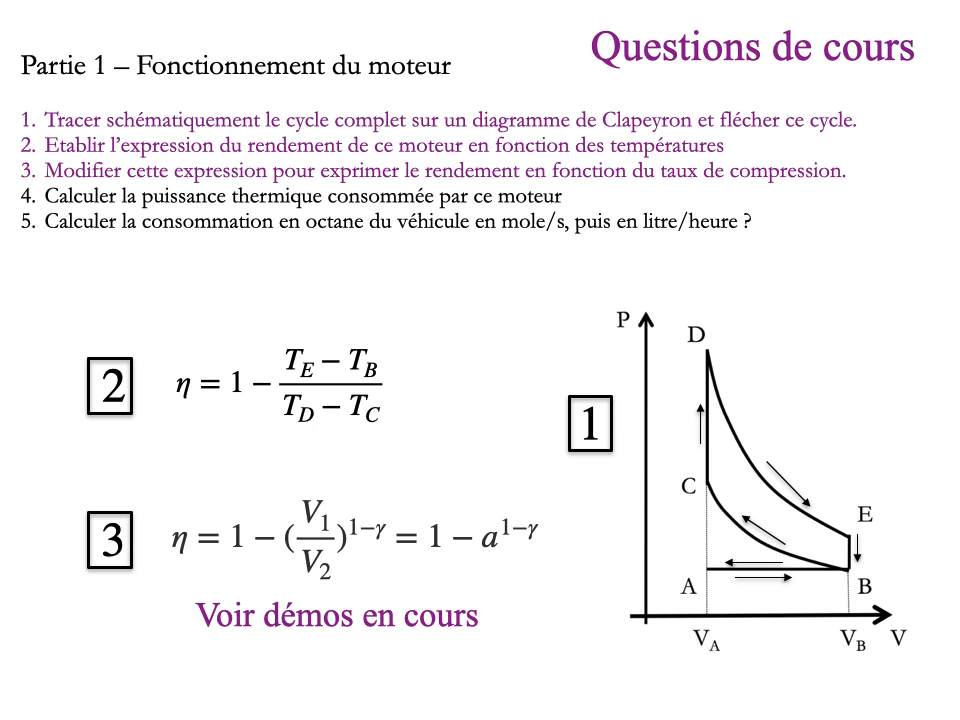 Questions de cours
Partie 1 – Fonctionnement du moteur
1. Tracer schématiquement le cycle complet sur un diagramme de Clapeyron et flécher ce cycle.
2. Etablir l’expression du rendement de ce moteur en fonction des températures
3. Modifier cette expression pour exprimer le rendement en fonction du taux de compression.
4. Calculer la puissance thermique consommée par ce moteur
5. Calculer la consommation en octane du véhicule en mole/s, puis en litre/heure ?
2
η = 1 − (T_E − T_B)/(T_D − T_C)
3
η = 1 − (V_1/V_2)^{1−γ} = 1 − a^{1−γ}
Voir démos en cours
1
P
D
C
E
A
B
V_A
V_B
V